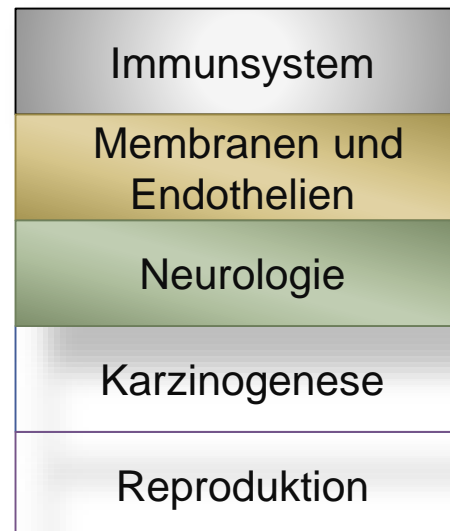 Immunsystem
Membranen und
Endothelien
Neurologie
Karzinogenese
Reproduktion